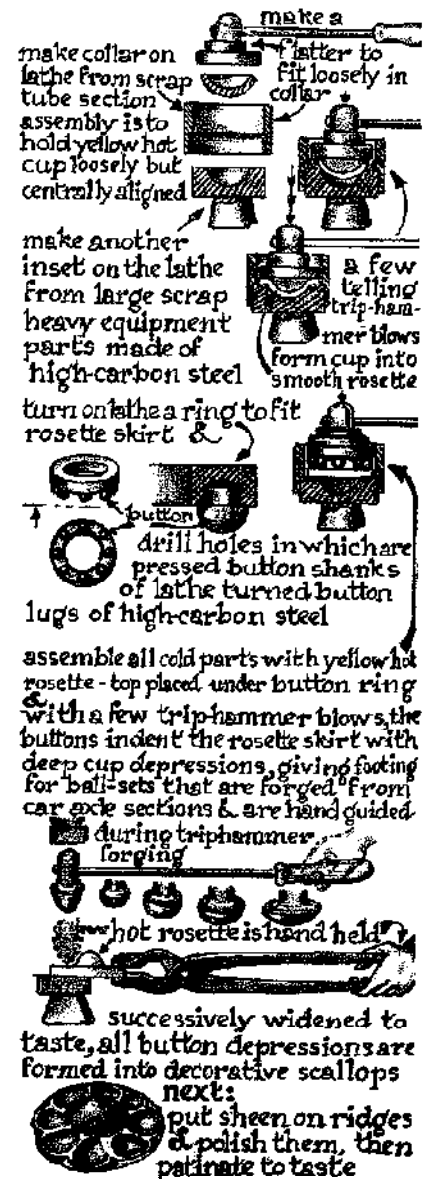 make a
flatter to
fit loosely in
collar
make collar on
lathe from scrap
tube section
assembly is to
hold yellow hot
cup loosely but
centrally aligned
make another
inset on the lathe
from large scrap
heavy equipment
parts made of
high-carbon steel
a few
telling
trip-ham-
mer blows
form cup into
smooth rosette
turn on lathe a ring to fit
rosette skirt &
button
drill holes in which are
pressed button shanks
of lathe turned button
lugs of high-carbon steel
assemble all cold parts with yellow hot
rosette-top placed under button ring
&
with a few triphammer blows, the
buttons indent the rosette skirt with
deep cup depressions, giving footing
for ball-sets that are forged from
car axle sections & are hand guided
during triphammer
forging
hot rosette is hand held
successively widened to
taste, all button depressions are
formed into decorative scallops
next:
put sheen on ridges
& polish them, then
patinate to taste